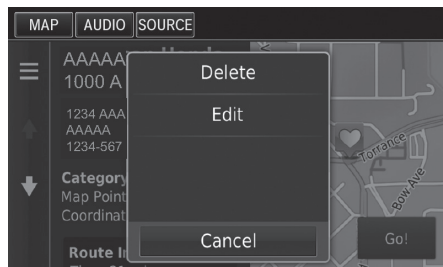 MAP AUDIO SOURCE
AAAAA
1000 A
1234 AAA
AAAAA
1234-567
Category
Map Point
Coordinat
Route I
Delete
Edit
Cancel
Torrance
Bow Ave
Go!